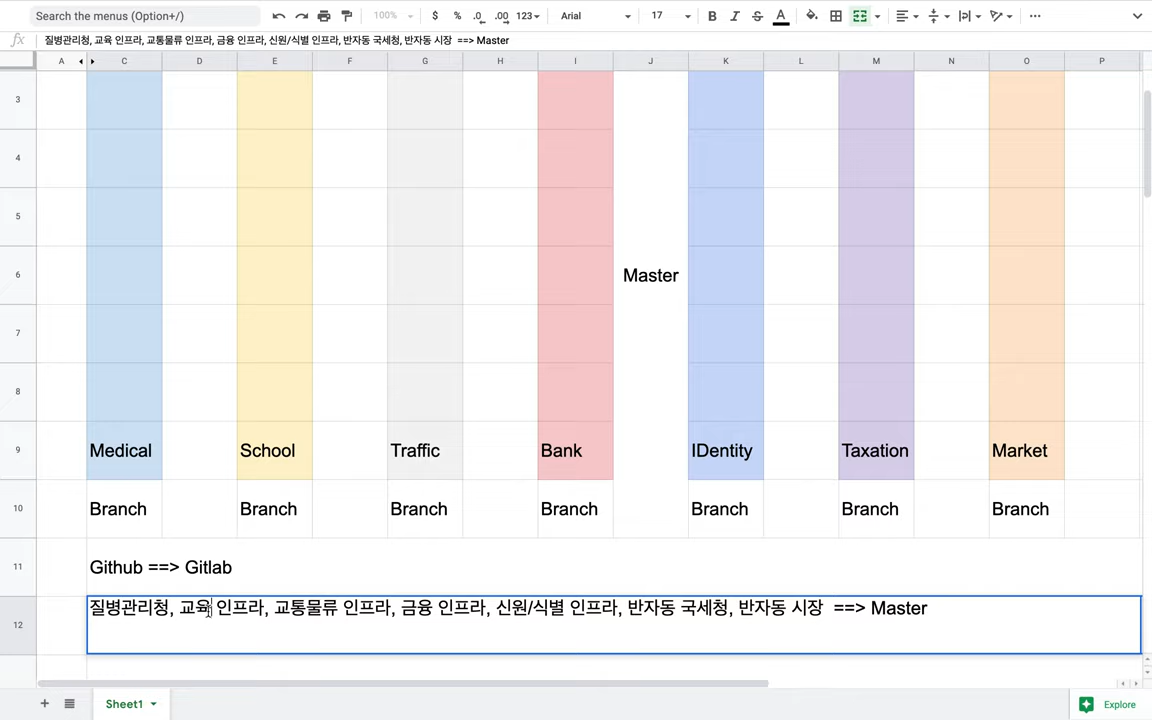 Search the menus (Option+/)
100%
$ % .0 .00 123 Arial 17 B I S A
fx 질병관리청, 교육 인프라, 교통물류 인프라, 금융 인프라, 신원/식별 인프라, 반자동 국세청, 반자동 시장  ==> Master
A C D E F G H I J K L M N O P
3
4
5
6 Master
7
8
9 Medical School Traffic Bank IDentity Taxation Market
10 Branch Branch Branch Branch Branch Branch Branch
11 Github ==> Gitlab
12 질병관리청, 교육 인프라, 교통물류 인프라, 금융 인프라, 신원/식별 인프라, 반자동 국세청, 반자동 시장  ==> Master
Sheet1 Explore